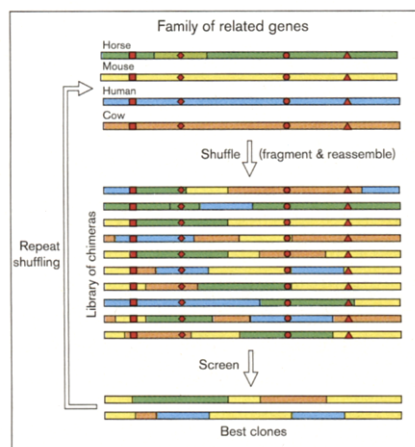 Family of related genes
Horse
Mouse
Human
Cow
Shuffle (fragment & reassemble)
Repeat
shuffling
Library of chimeras
Screen
Best clones